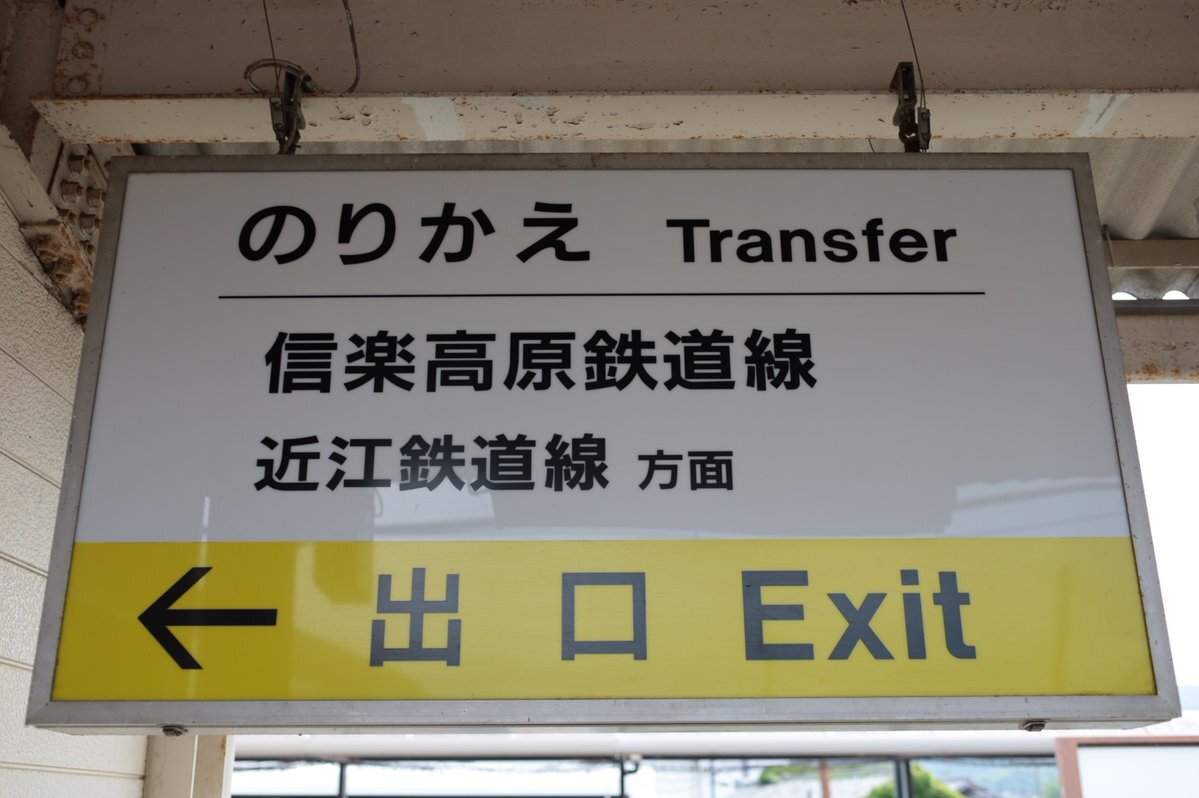 のりかえ Transfer
信楽高原鉄道線
近江鉄道線 方面
← 出口 Exit